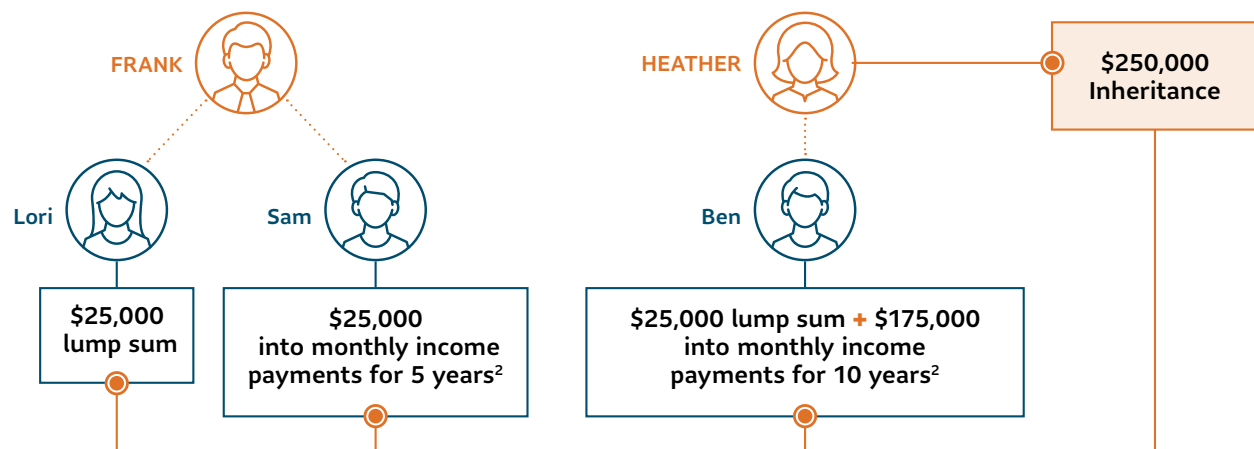 FRANK
HEATHER
$250,000
Inheritance
Lori
Sam
Ben
$25,000
lump sum
$25,000
into monthly income
payments for 5 years²
$25,000 lump sum + $175,000
into monthly income
payments for 10 years²